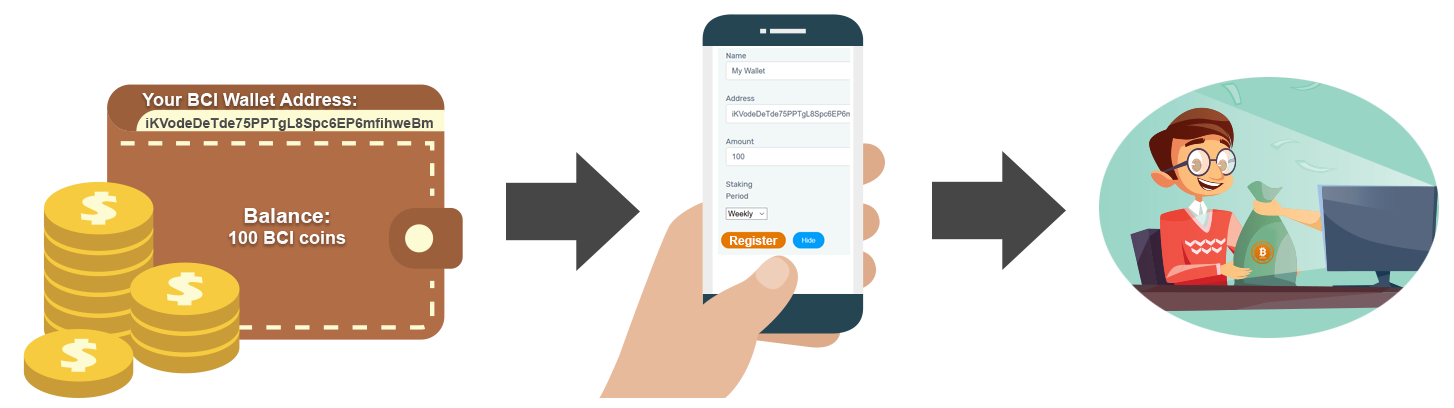 Your BCI Wallet Address:
iKVodeDeTde75PPTgL8Spc6EP6mfihweBm
Balance:
100 BCI coins
Name
My Wallet
Address
iKVodeDeTde75PPTgL8Spc6EP6m
Amount
100
Staking
Period
Weekly
Register Hide